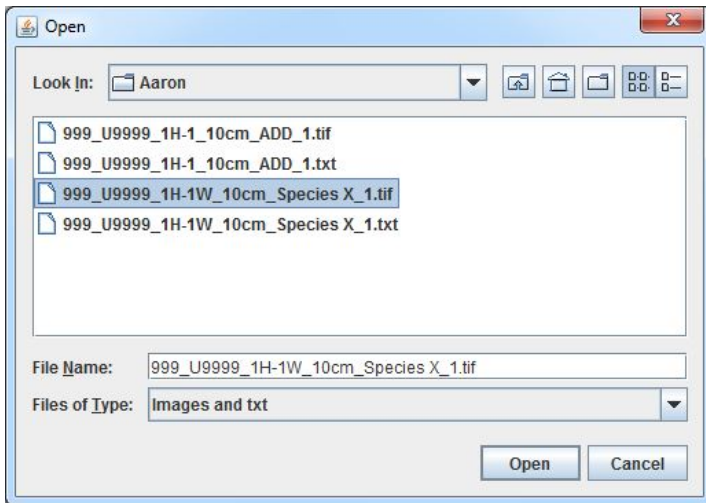 Open
Look In: Aaron
999_U9999_1H-1_10cm_ADD_1.tif
999_U9999_1H-1_10cm_ADD_1.txt
999_U9999_1H-1W_10cm_Species X_1.tif
999_U9999_1H-1W_10cm_Species X_1.txt
File Name: 999_U9999_1H-1W_10cm_Species X_1.tif
Files of Type: Images and txt
Open Cancel